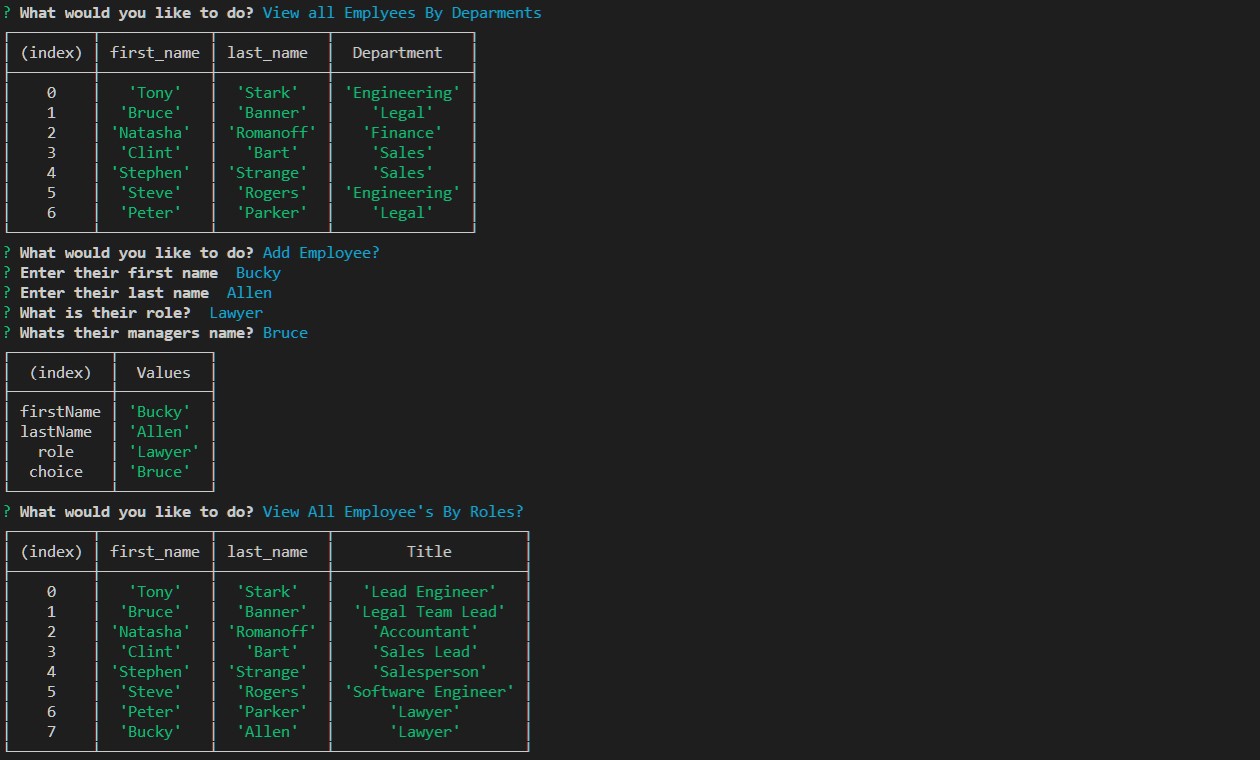 ? What would you like to do? View all Emplyees By Deparments
(index) first_name last_name Department
0 'Tony' 'Stark' 'Engineering'
1 'Bruce' 'Banner' 'Legal'
2 'Natasha' 'Romanoff' 'Finance'
3 'Clint' 'Bart' 'Sales'
4 'Stephen' 'Strange' 'Sales'
5 'Steve' 'Rogers' 'Engineering'
6 'Peter' 'Parker' 'Legal'
? What would you like to do? Add Employee?
? Enter their first name Bucky
? Enter their last name Allen
? What is their role? Lawyer
? Whats their managers name? Bruce
(index) Values
firstName 'Bucky'
lastName 'Allen'
role 'Lawyer'
choice 'Bruce'
? What would you like to do? View All Employee's By Roles?
(index) first_name last_name Title
0 'Tony' 'Stark' 'Lead Engineer'
1 'Bruce' 'Banner' 'Legal Team Lead'
2 'Natasha' 'Romanoff' 'Accountant'
3 'Clint' 'Bart' 'Sales Lead'
4 'Stephen' 'Strange' 'Salesperson'
5 'Steve' 'Rogers' 'Software Engineer'
6 'Peter' 'Parker' 'Lawyer'
7 'Bucky' 'Allen' 'Lawyer'